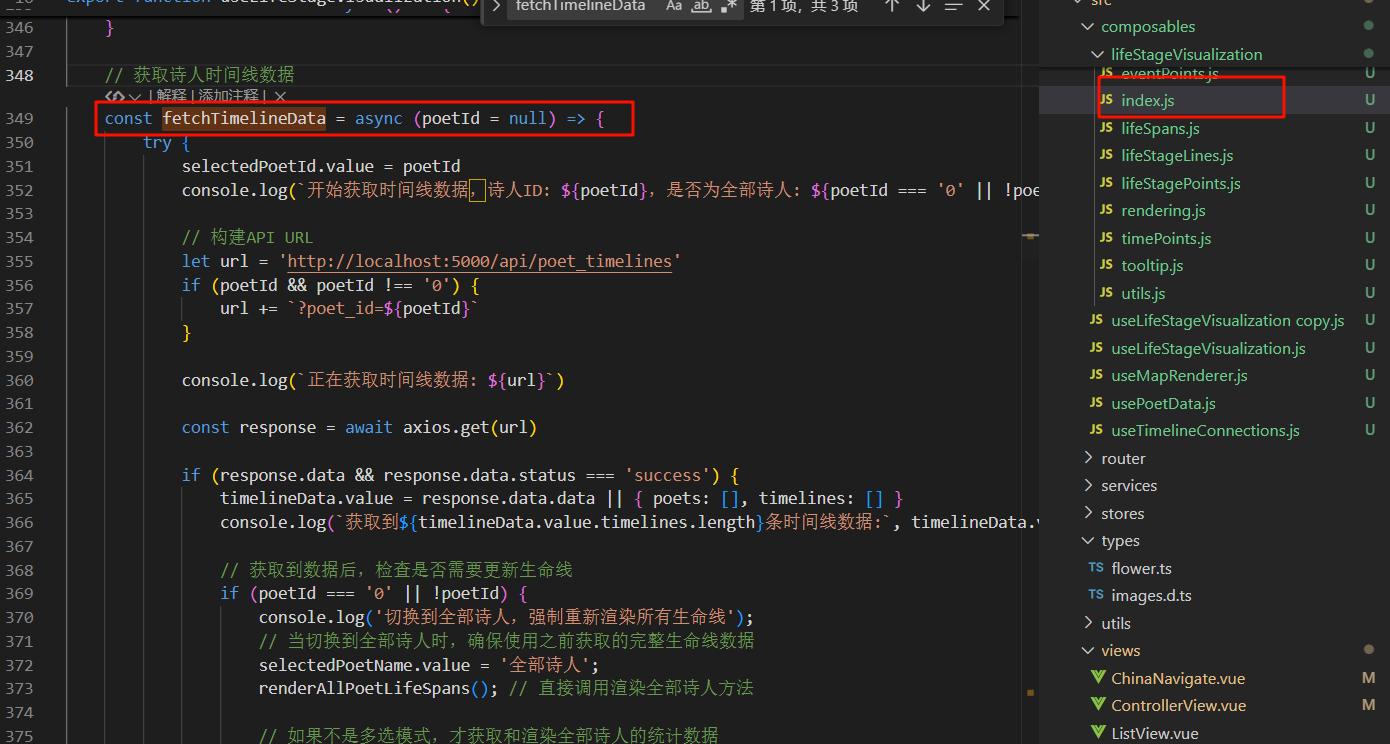 fetchTimelineData Aa ab .* 第 1 项，共 3 项
346 }
347
348 // 获取诗人时间线数据
| 解释 | 添加注释 | ×
349 const fetchTimelineData = async (poetId = null) => {
350 try {
351 selectedPoetId.value = poetId
352 console.log(`开始获取时间线数据，诗人ID: ${poetId}，是否为全部诗人: ${poetId === '0' || !poe
353
354 // 构建API URL
355 let url = 'http://localhost:5000/api/poet_timelines'
356 if (poetId && poetId !== '0') {
357 url += `?poet_id=${poetId}`
358 }
359
360 console.log(`正在获取时间线数据: ${url}`)
361
362 const response = await axios.get(url)
363
364 if (response.data && response.data.status === 'success') {
365 timelineData.value = response.data.data || { poets: [], timelines: [] }
366 console.log(`获取到${timelineData.value.timelines.length}条时间线数据:`, timelineData.v
367
368 // 获取到数据后，检查是否需要更新生命线
369 if (poetId === '0' || !poetId) {
370 console.log('切换到全部诗人，强制重新渲染所有生命线');
371 // 当切换到全部诗人时，确保使用之前获取的完整生命线数据
372 selectedPoetName.value = '全部诗人';
373 renderAllPoetLifeSpans(); // 直接调用渲染全部诗人方法
374
375 // 如果不是多选模式，才获取和渲染全部诗人的统计数据
src
composables
lifeStageVisualization
JS eventPoints.js U
JS index.js U
JS lifeSpans.js U
JS lifeStageLines.js U
JS lifeStagePoints.js U
JS rendering.js U
JS timePoints.js U
JS tooltip.js U
JS utils.js U
JS useLifeStageVisualization copy.js U
JS useLifeStageVisualization.js U
JS useMapRenderer.js U
JS usePoetData.js U
JS useTimelineConnections.js U
router
services
stores
types
TS flower.ts
TS images.d.ts
utils
views
ChinaNavigate.vue M
ControllerView.vue M
ListView.vue